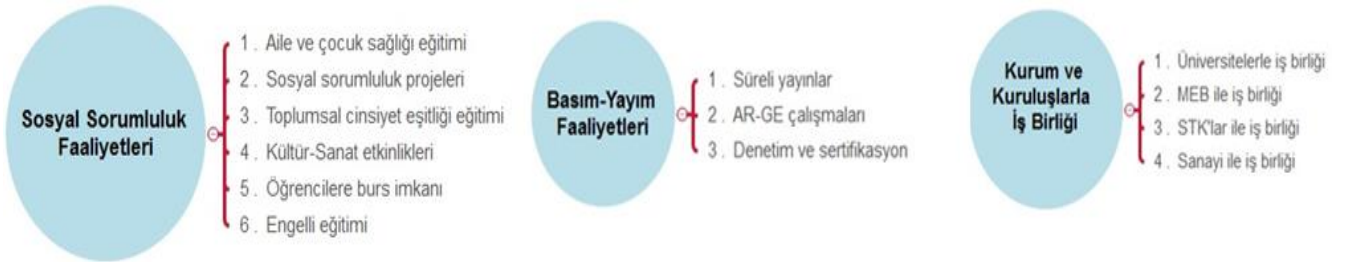 Sosyal Sorumluluk
Faaliyetleri
1 . Aile ve çocuk sağlığı eğitimi
2 . Sosyal sorumluluk projeleri
3 . Toplumsal cinsiyet eşitliği eğitimi
4 . Kültür-Sanat etkinlikleri
5 . Öğrencilere burs imkanı
6 . Engelli eğitimi
Basım-Yayım
Faaliyetleri
1 . Süreli yayınlar
2 . AR-GE çalışmaları
3 . Denetim ve sertifikasyon
Kurum ve
Kuruluşlarla
İş Birliği
1 . Üniversitelerle iş birliği
2 . MEB ile iş birliği
3 . STK'lar ile iş birliği
4 . Sanayi ile iş birliği